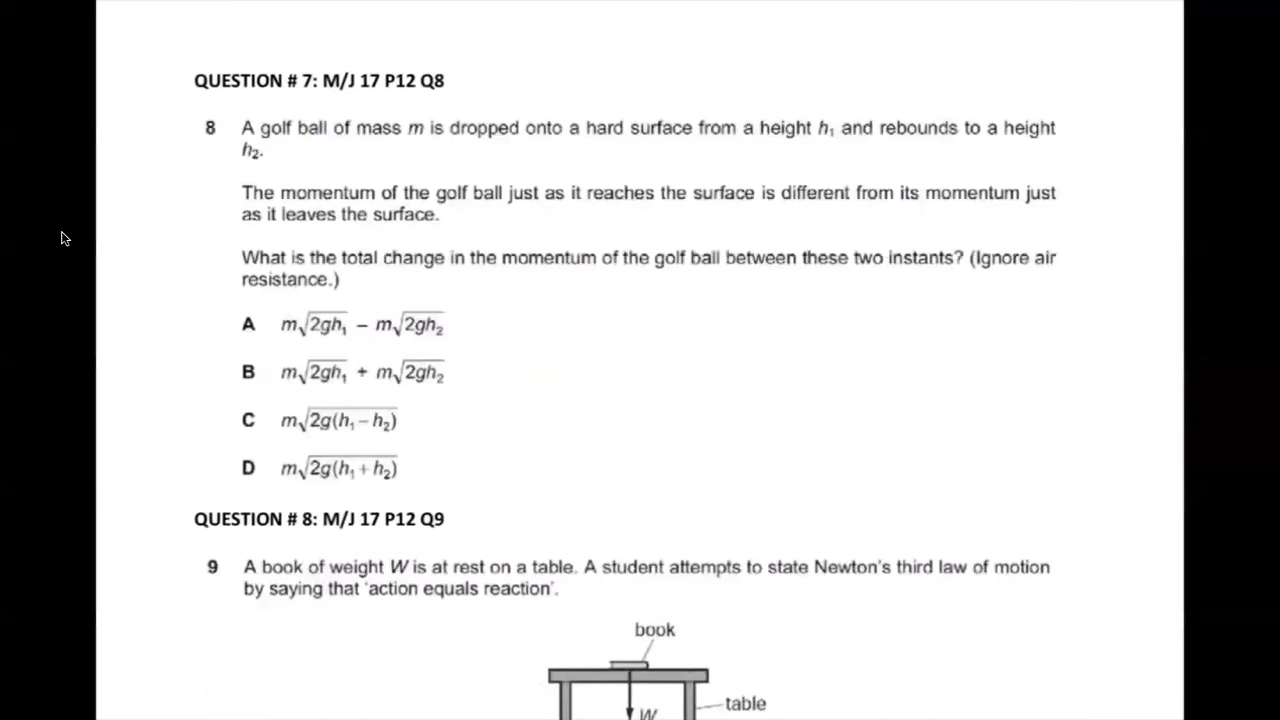 QUESTION # 7: M/J 17 P12 Q8
8 A golf ball of mass m is dropped onto a hard surface from a height h₁ and rebounds to a height
h₂.
The momentum of the golf ball just as it reaches the surface is different from its momentum just
as it leaves the surface.
What is the total change in the momentum of the golf ball between these two instants? (Ignore air
resistance.)
A m√2gh₁ – m√2gh₂
B m√2gh₁ + m√2gh₂
C m√2g(h₁ – h₂)
D m√2g(h₁ + h₂)
QUESTION # 8: M/J 17 P12 Q9
9 A book of weight W is at rest on a table. A student attempts to state Newton's third law of motion
by saying that 'action equals reaction'.
book
table
W